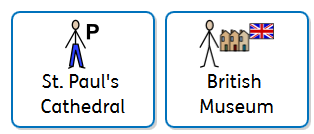 P
St. Paul's
Cathedral
British
Museum